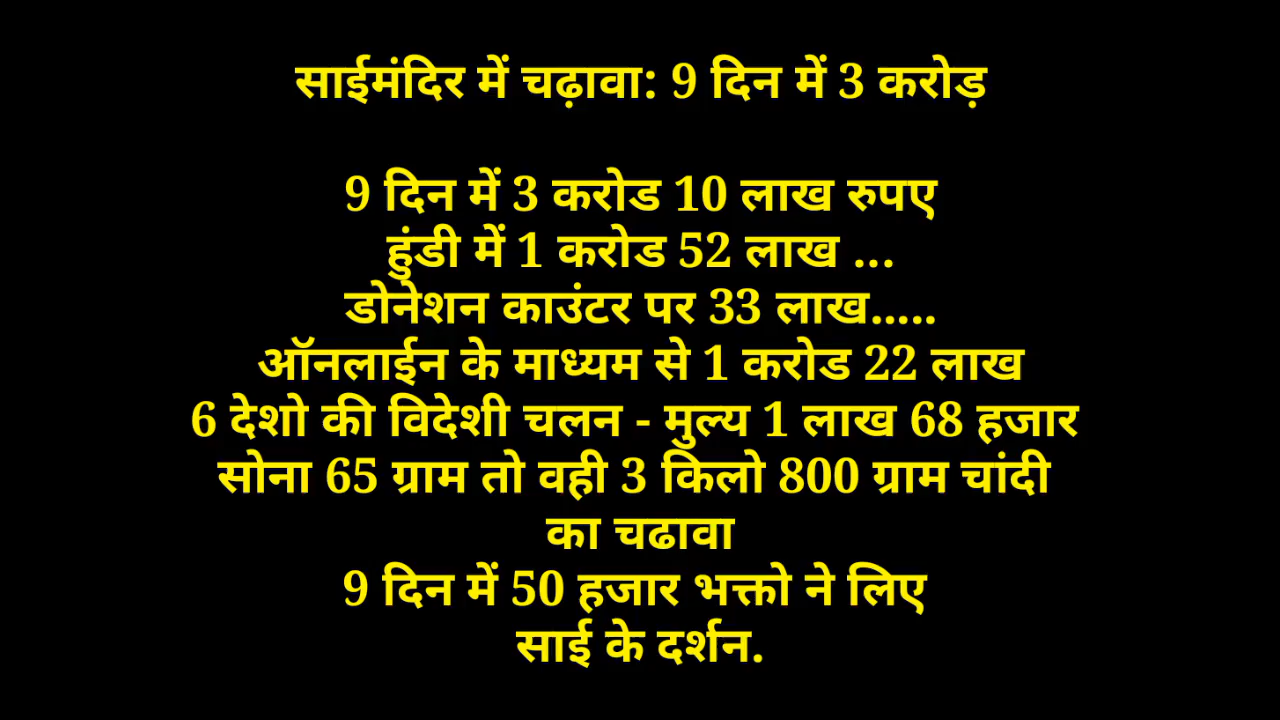 साईमंदिर में चढ़ावा: 9 दिन में 3 करोड़
9 दिन में 3 करोड 10 लाख रुपए
हुंडी में 1 करोड 52 लाख ...
डोनेशन काउंटर पर 33 लाख.....
ऑनलाईन के माध्यम से 1 करोड 22 लाख
6 देशो की विदेशी चलन - मुल्य 1 लाख 68 हजार
सोना 65 ग्राम तो वही 3 किलो 800 ग्राम चांदी
का चढावा
9 दिन में 50 हजार भक्तो ने लिए
साई के दर्शन.